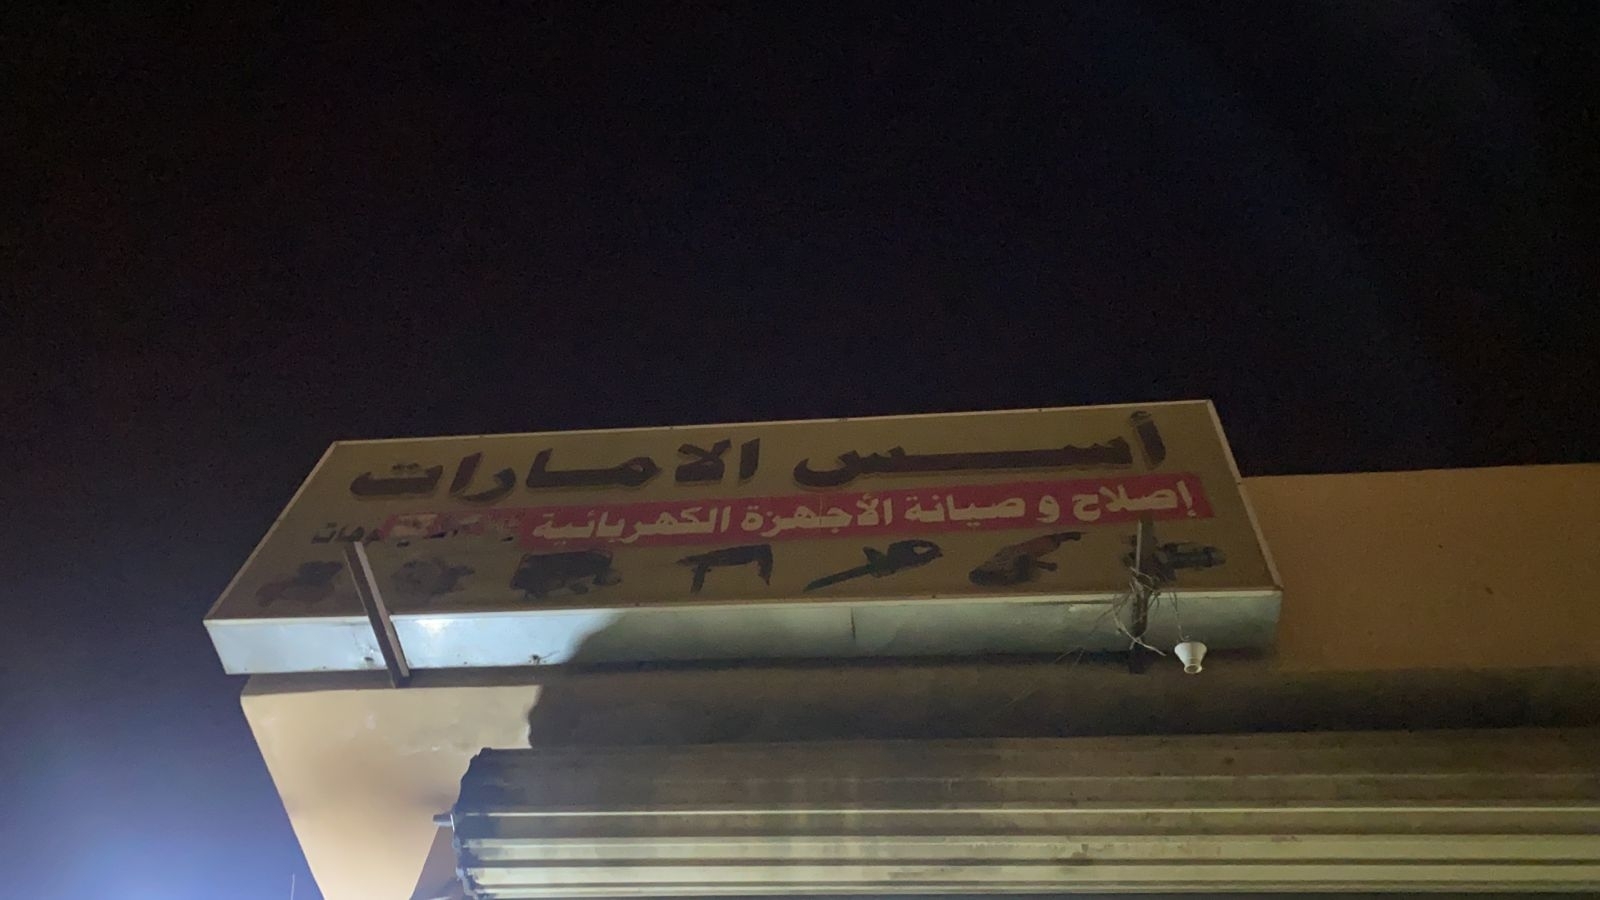 أسس الامارات
إصلاح و صيانة الأجهزة الكهربائية